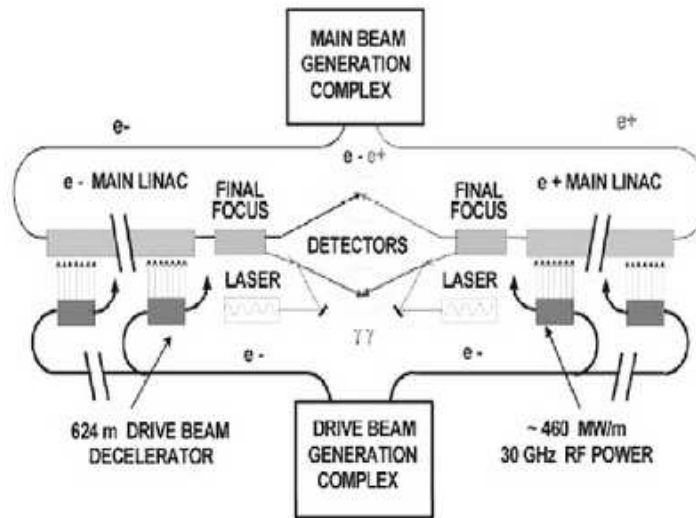 MAIN BEAM
GENERATION
COMPLEX
e-
e+
e - e+
e - MAIN LINAC
FINAL
FOCUS
FINAL
FOCUS
e + MAIN LINAC
DETECTORS
LASER
LASER
γγ
e -
e -
624 m DRIVE BEAM
DECELERATOR
DRIVE BEAM
GENERATION
COMPLEX
~ 460 MW/m
30 GHz RF POWER